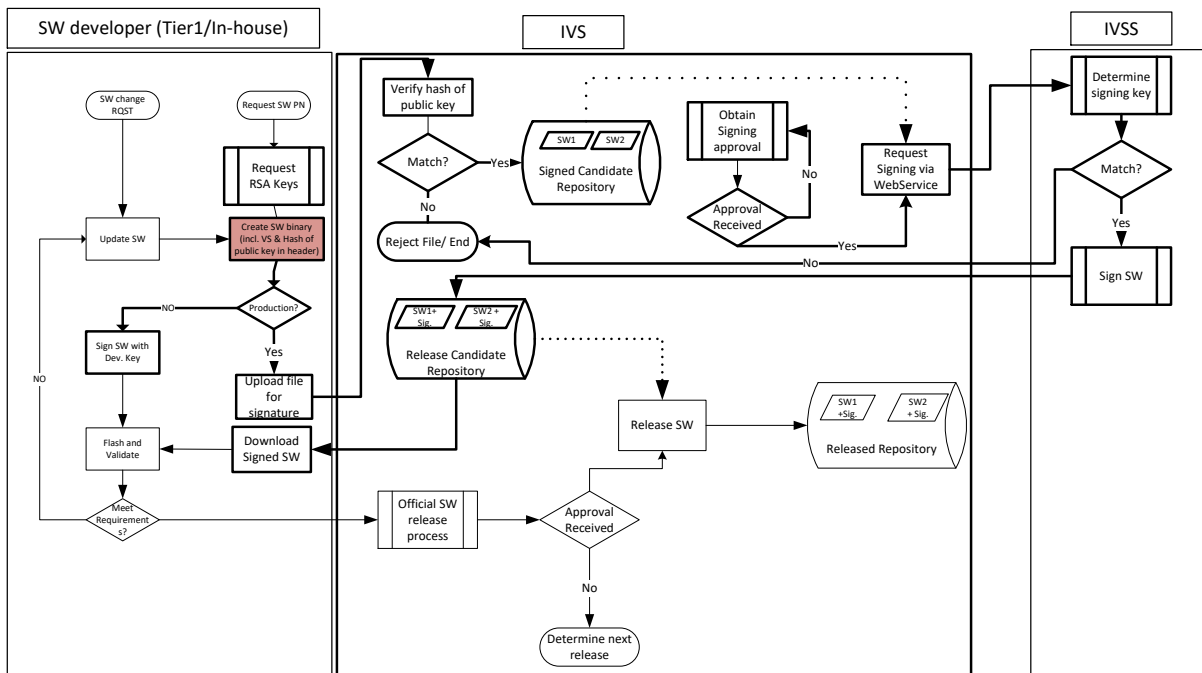 SW developer (Tier1/In-house)
IVS
IVSS
SW change
RQST
Request SW PN
Request
RSA Keys
Update SW
Create SW binary
(incl. VS & Hash of
public key in header)
Production?
NO
Yes
Sign SW with
Dev. Key
NO
Upload file
for
signature
Flash and
Validate
Download
Signed SW
Meet
Requiremen
ts?
Verify hash of
public key
Match?
Yes
No
Reject File/ End
SW1
SW2
Signed Candidate
Repository
Obtain
Signing
approval
No
Approval
Received
Yes
Request
Signing via
WebService
No
SW1+
Sig.
SW2 +
Sig.
Release Candidate
Repository
Release SW
SW1
+Sig.
SW2
+ Sig.
Released Repository
Official SW
release
process
Approval
Received
No
Determine next
release
Determine
signing key
Match?
Yes
Sign SW